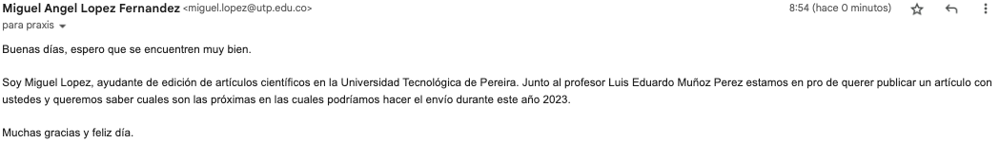 Miguel Angel Lopez Fernandez <miguel.lopez@utp.edu.co> 8:54 (hace 0 minutos)
para praxis
Buenas días, espero que se encuentren muy bien.
Soy Miguel Lopez, ayudante de edición de artículos científicos en la Universidad Tecnológica de Pereira. Junto al profesor Luis Eduardo Muñoz Perez estamos en pro de querer publicar un artículo con
ustedes y queremos saber cuales son las próximas en las cuales podríamos hacer el envío durante este año 2023.
Muchas gracias y feliz día.